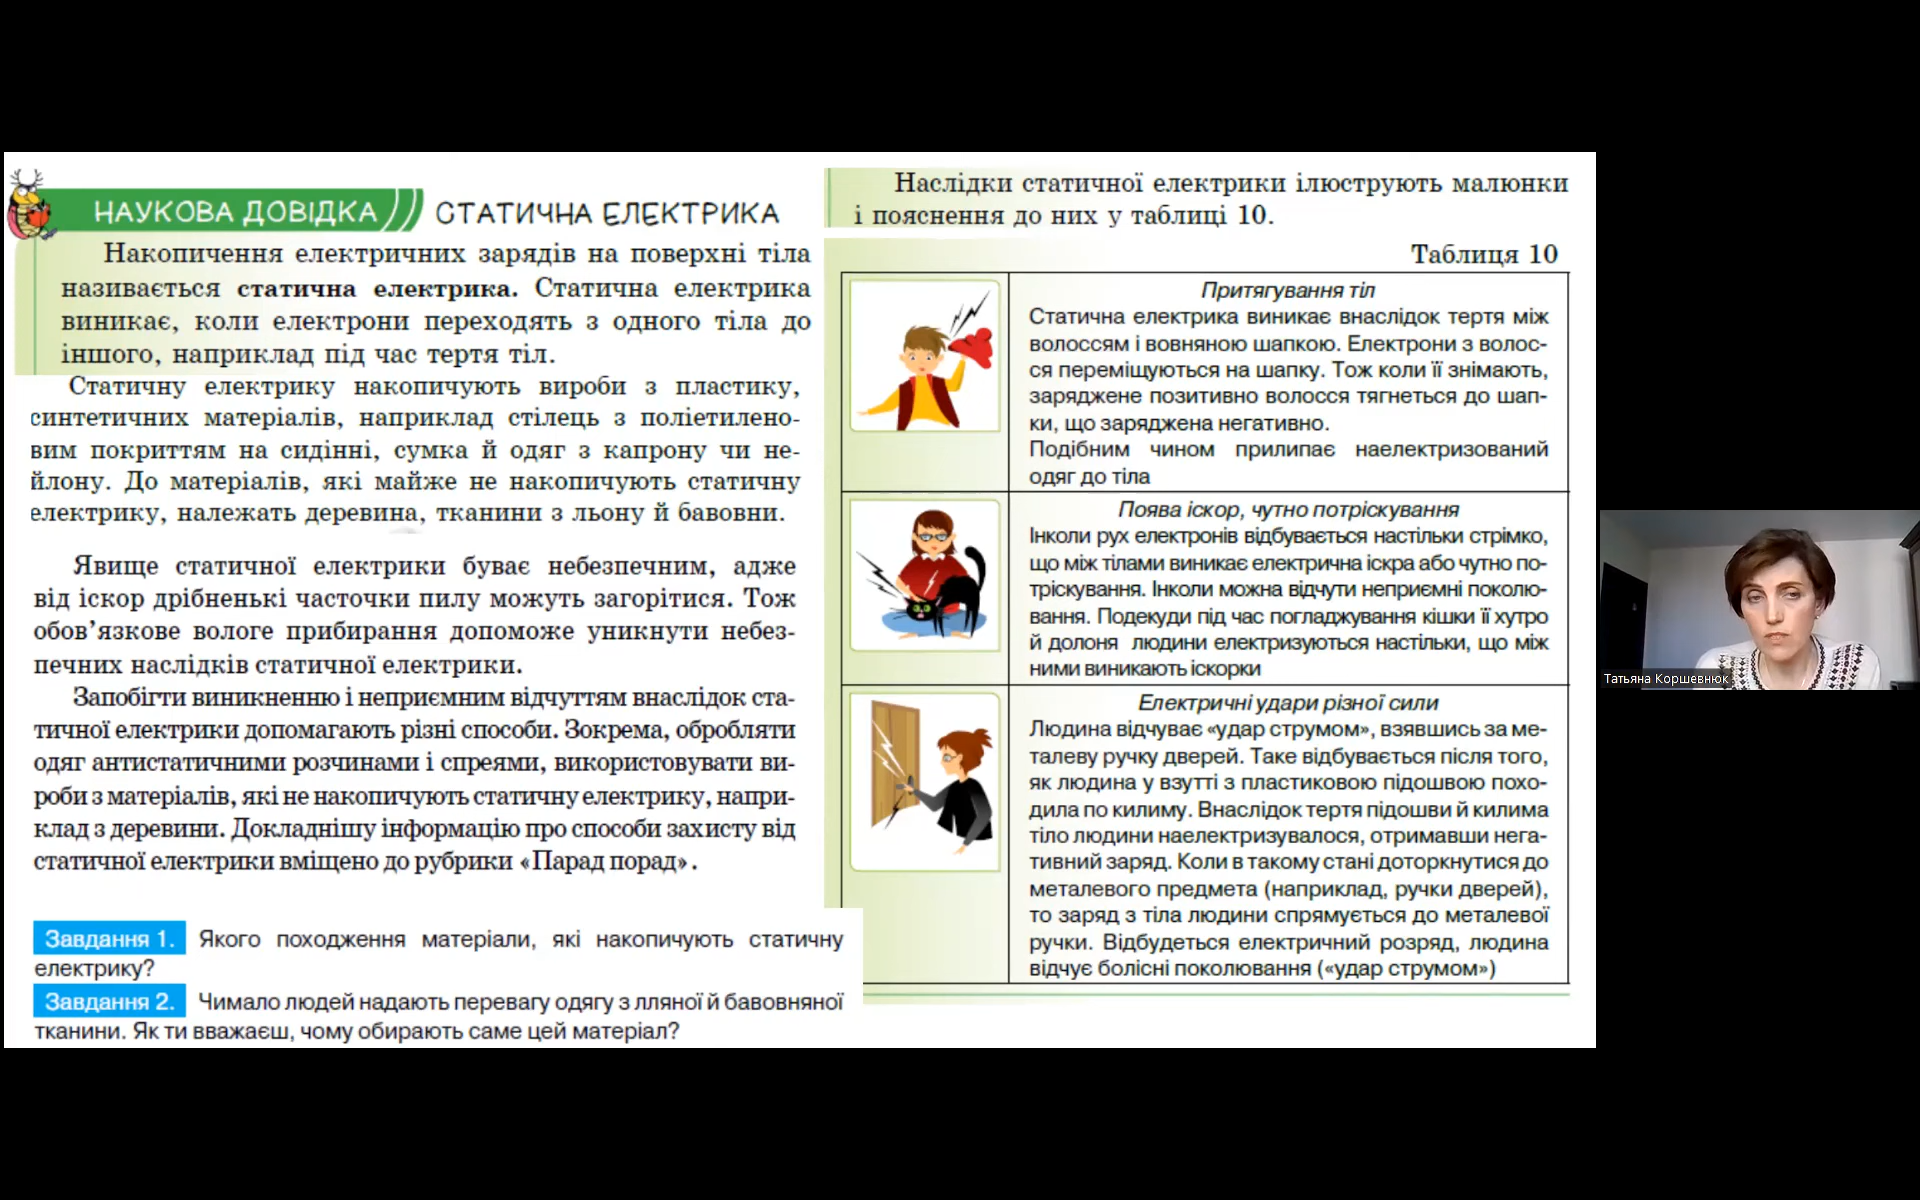 НАУКОВА ДОВІДКА
СТАТИЧНА ЕЛЕКТРИКА
Накопичення електричних зарядів на поверхні тіла
називається статична електрика. Статична електрика
виникає, коли електрони переходять з одного тіла до
іншого, наприклад під час тертя тіл.
Статичну електрику накопичують вироби з пластику,
синтетичних матеріалів, наприклад стілець з поліетилено-
вим покриттям на сидінні, сумка й одяг з капрону чи не-
йлону. До матеріалів, які майже не накопичують статичну
електрику, належать деревина, тканини з льону й бавовни.
Явище статичної електрики буває небезпечним, адже
від іскор дрібненькі часточки пилу можуть загорітися. Тож
обов’язкове вологе прибирання допоможе уникнути небез-
печних наслідків статичної електрики.
Запобігти виникненню і неприємним відчуттям внаслідок ста-
тичної електрики допомагають різні способи. Зокрема, обробляти
одяг антистатичними розчинами і спреями, використовувати ви-
роби з матеріалів, які не накопичують статичну електрику, напри-
клад з деревини. Докладнішу інформацію про способи захисту від
статичної електрики вміщено до рубрики «Парад порад».
Завдання 1. Якого походження матеріали, які накопичують статичну
електрику?
Завдання 2. Чимало людей надають перевагу одягу з лляної й бавовняної
тканини. Як ти вважаєш, чому обирають саме цей матеріал?
Наслідки статичної електрики ілюструють малюнки
і пояснення до них у таблиці 10.
Таблиця 10
Притягування тіл
Статична електрика виникає внаслідок тертя між
волоссям і вовняною шапкою. Електрони з волос-
ся переміщуються на шапку. Тож коли її знімають,
заряджене позитивно волосся тягнеться до шап-
ки, що заряджена негативно.
Подібним чином прилипає наелектризований
одяг до тіла
Поява іскор, чутно потріскування
Інколи рух електронів відбувається настільки стрімко,
що між тілами виникає електрична іскра або чутно по-
тріскування. Інколи можна відчути неприємні поколю-
вання. Подекуди під час погладжування кішки її хутро
й долоня людини електризуються настільки, що між
ними виникають іскорки
Електричні удари різної сили
Людина відчуває «удар струмом», взявшись за ме-
талеву ручку дверей. Таке відбувається після того,
як людина у взутті з пластиковою підошвою похо-
дила по килиму. Внаслідок тертя підошви й килима
тіло людини наелектризувалося, отримавши нега-
тивний заряд. Коли в такому стані доторкнутися до
металевого предмета (наприклад, ручки дверей),
то заряд з тіла людини спрямується до металевої
ручки. Відбудеться електричний розряд, людина
відчує болісні поколювання («удар струмом»)
Татьяна Коршевнюк